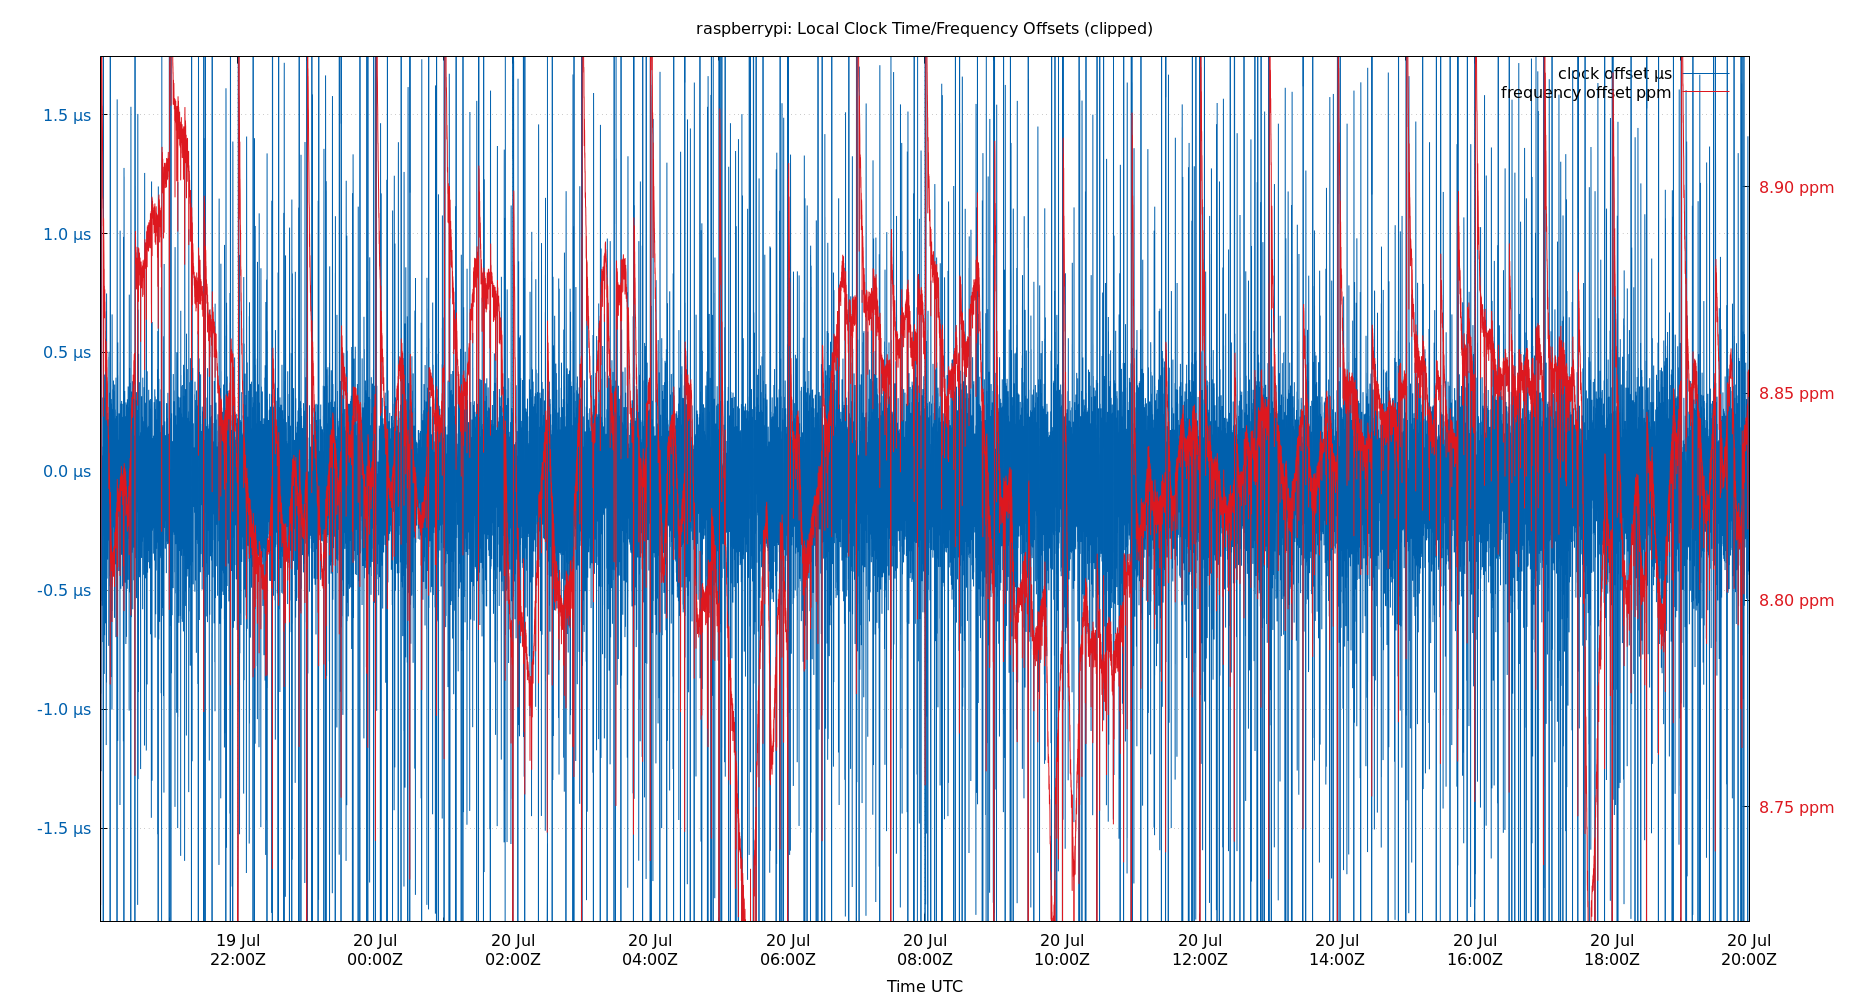 raspberrypi: Local Clock Time/Frequency Offsets (clipped)
clock offset µs
frequency offset ppm
1.5 µs
1.0 µs
0.5 µs
0.0 µs
-0.5 µs
-1.0 µs
-1.5 µs
8.90 ppm
8.85 ppm
8.80 ppm
8.75 ppm
19 Jul 20 Jul 20 Jul 20 Jul 20 Jul 20 Jul 20 Jul 20 Jul 20 Jul 20 Jul 20 Jul 20 Jul
22:00Z 00:00Z 02:00Z 04:00Z 06:00Z 08:00Z 10:00Z 12:00Z 14:00Z 16:00Z 18:00Z 20:00Z
Time UTC